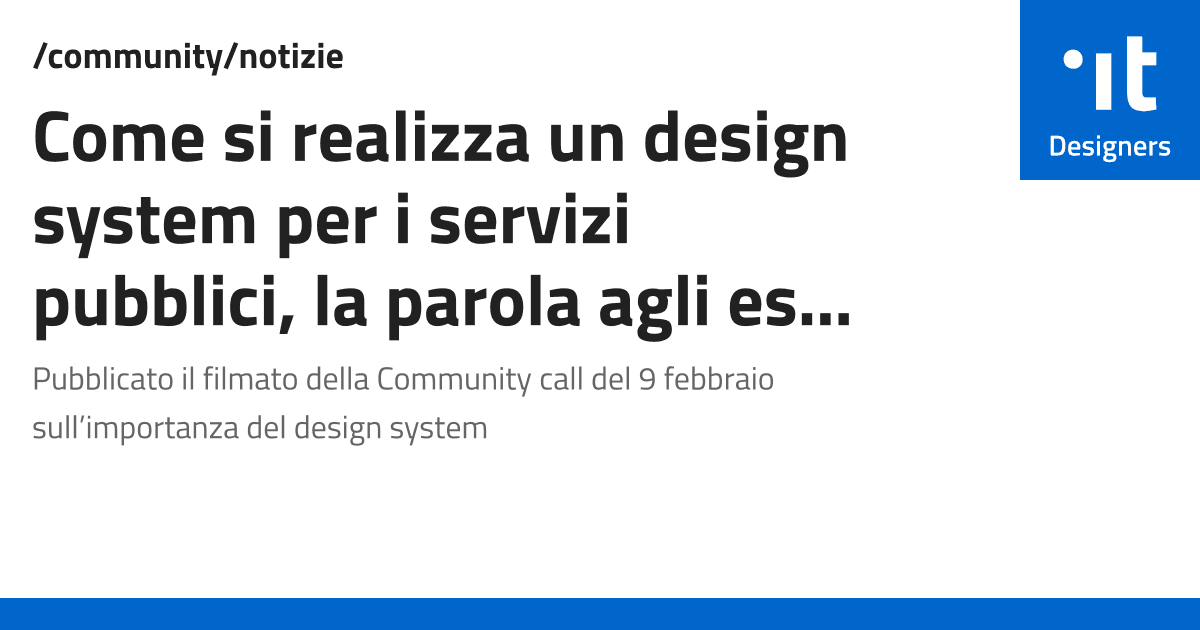 /community/notizie
Come si realizza un design
system per i servizi
pubblici, la parola agli es...
Pubblicato il filmato della Community call del 9 febbraio
sull’importanza del design system
it
Designers